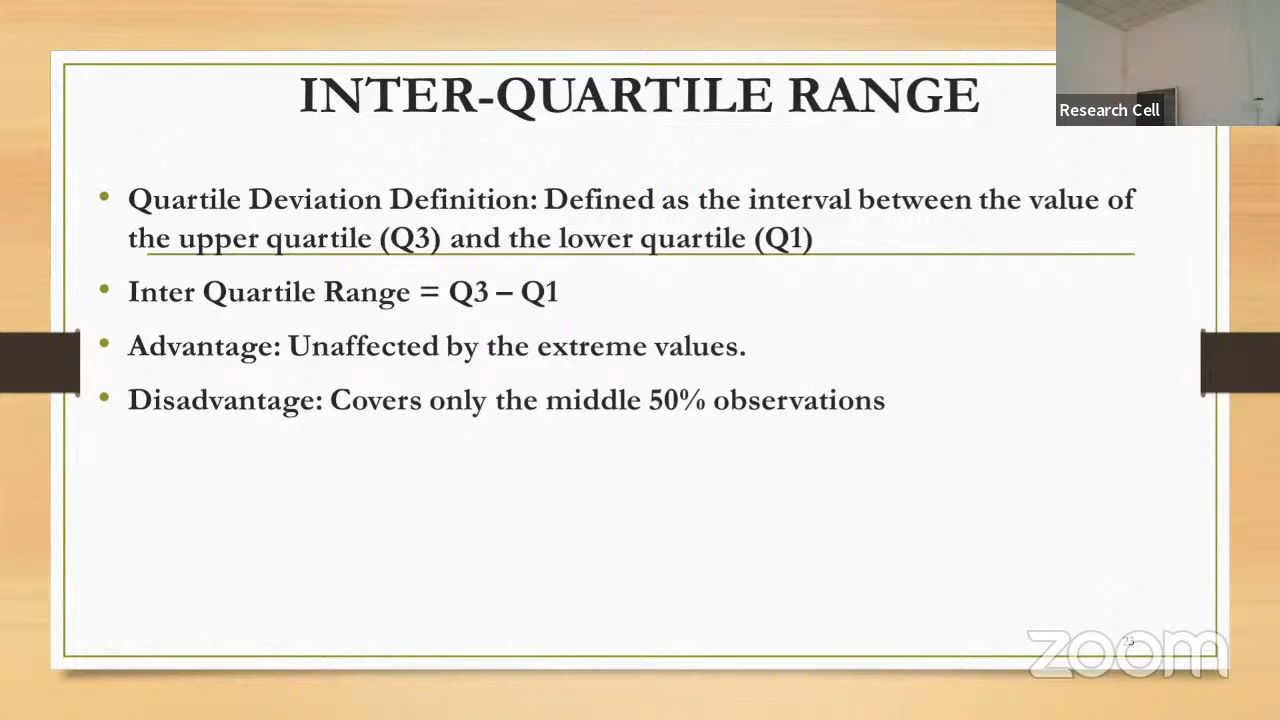 INTER-QUARTILE RANGE
Research Cell
• Quartile Deviation Definition: Defined as the interval between the value of
the upper quartile (Q3) and the lower quartile (Q1)
• Inter Quartile Range = Q3 – Q1
• Advantage: Unaffected by the extreme values.
• Disadvantage: Covers only the middle 50% observations
23
zoom